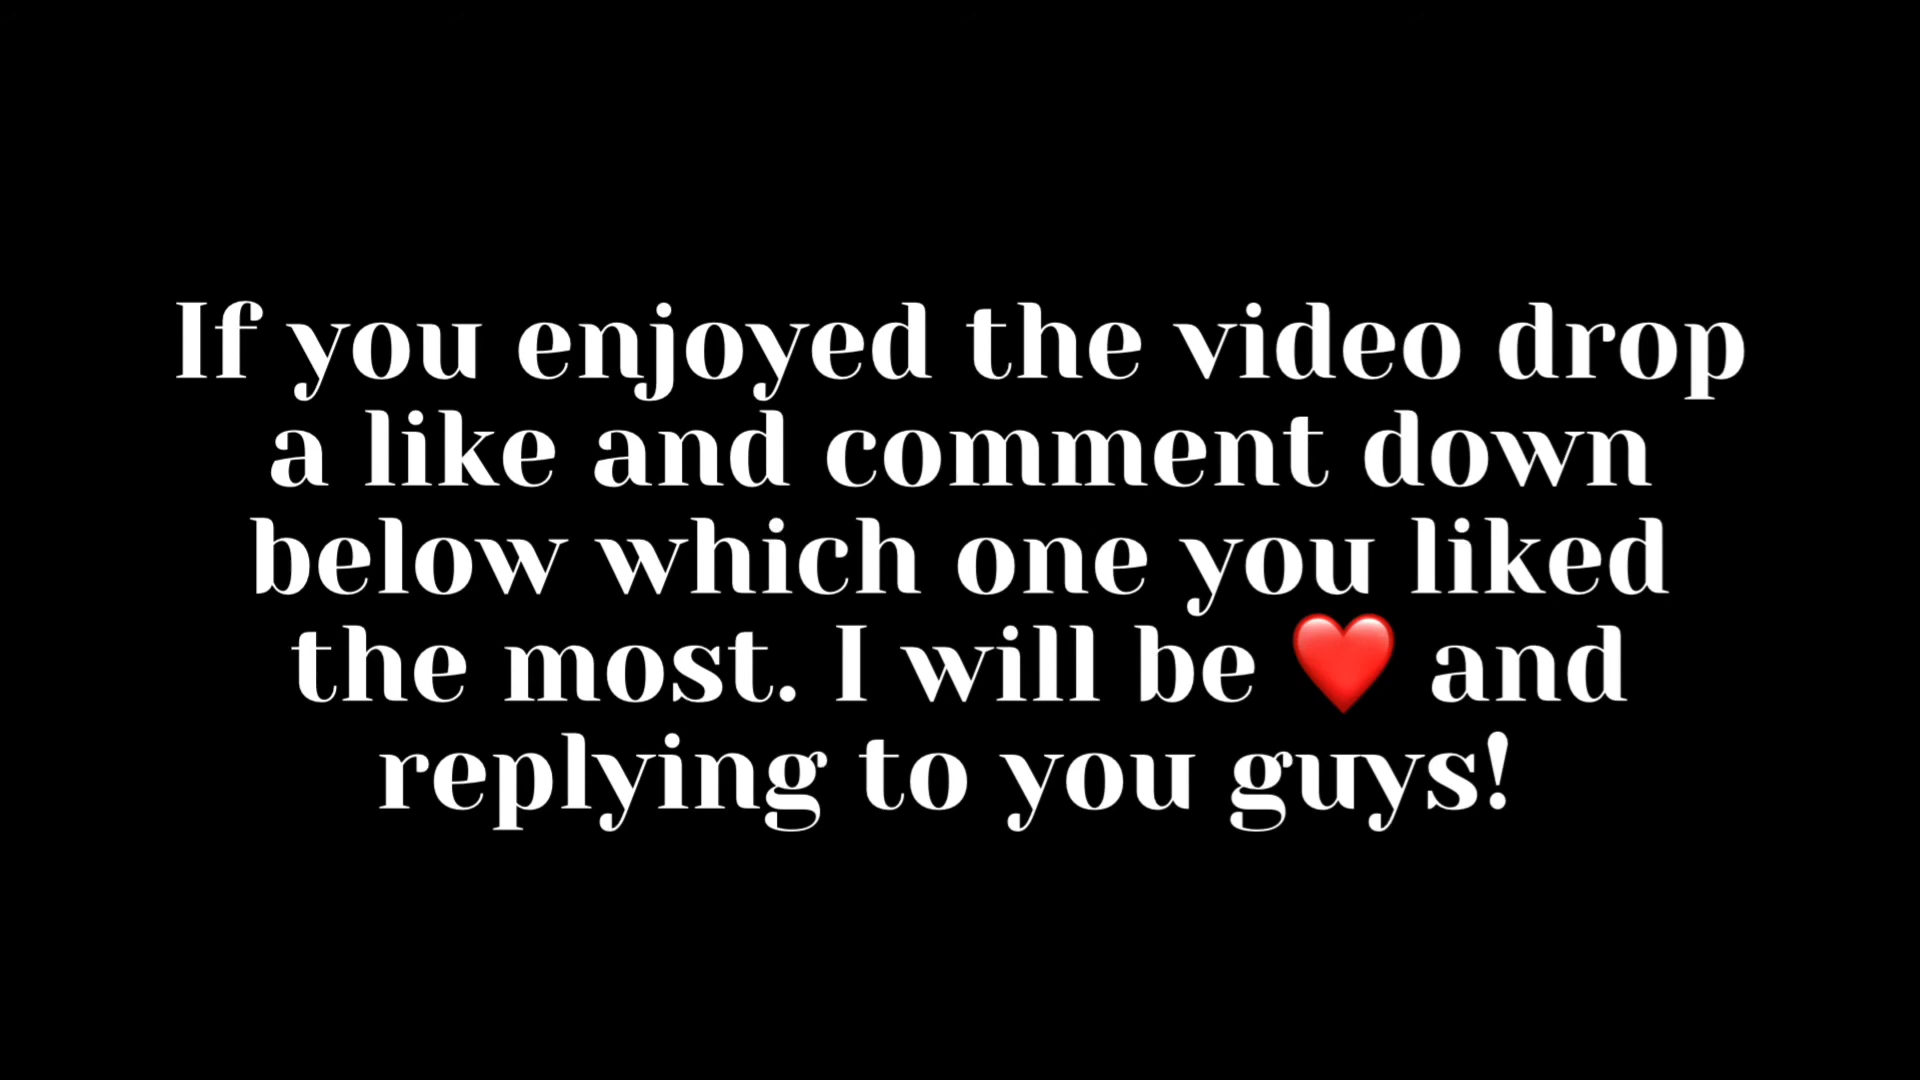 If you enjoyed the video drop
a like and comment down
below which one you liked
the most. I will be ❤️ and
replying to you guys!